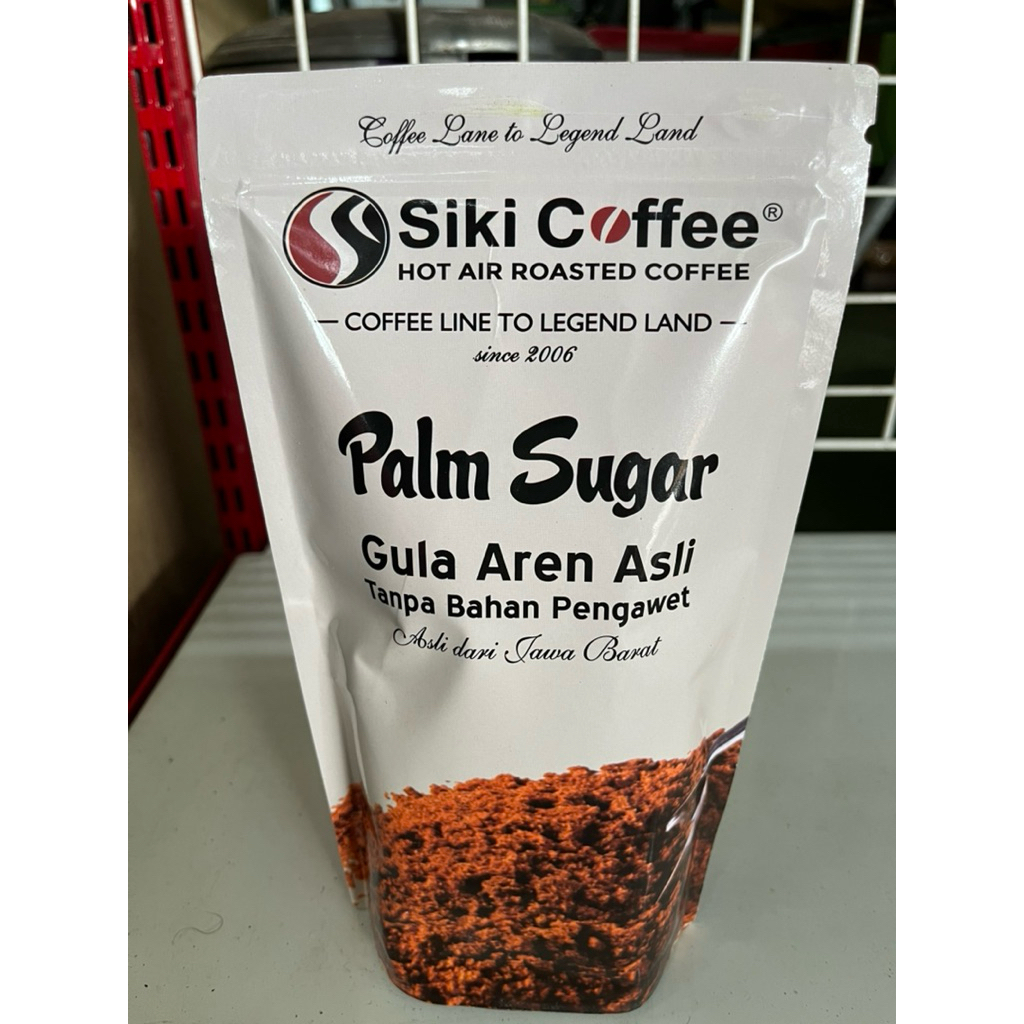 Coffee Lane to Legend Land
Siki Coffee®
HOT AIR ROASTED COFFEE
COFFEE LINE TO LEGEND LAND
since 2006
Palm Sugar
Gula Aren Asli
Tanpa Bahan Pengawet
Asli dari Jawa Barat